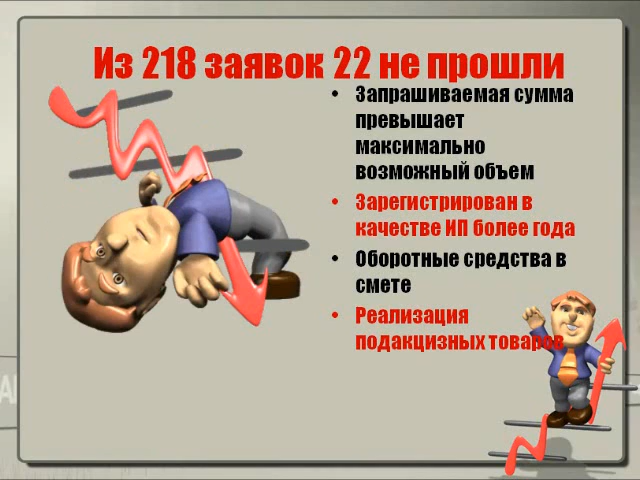 Из 218 заявок 22 не прошли
• Запрашиваемая сумма
превышает
максимально
возможный объем
• Зарегистрирован в
качестве ИП более года
• Оборотные средства в
смете
• Реализация
подакцизных товаров